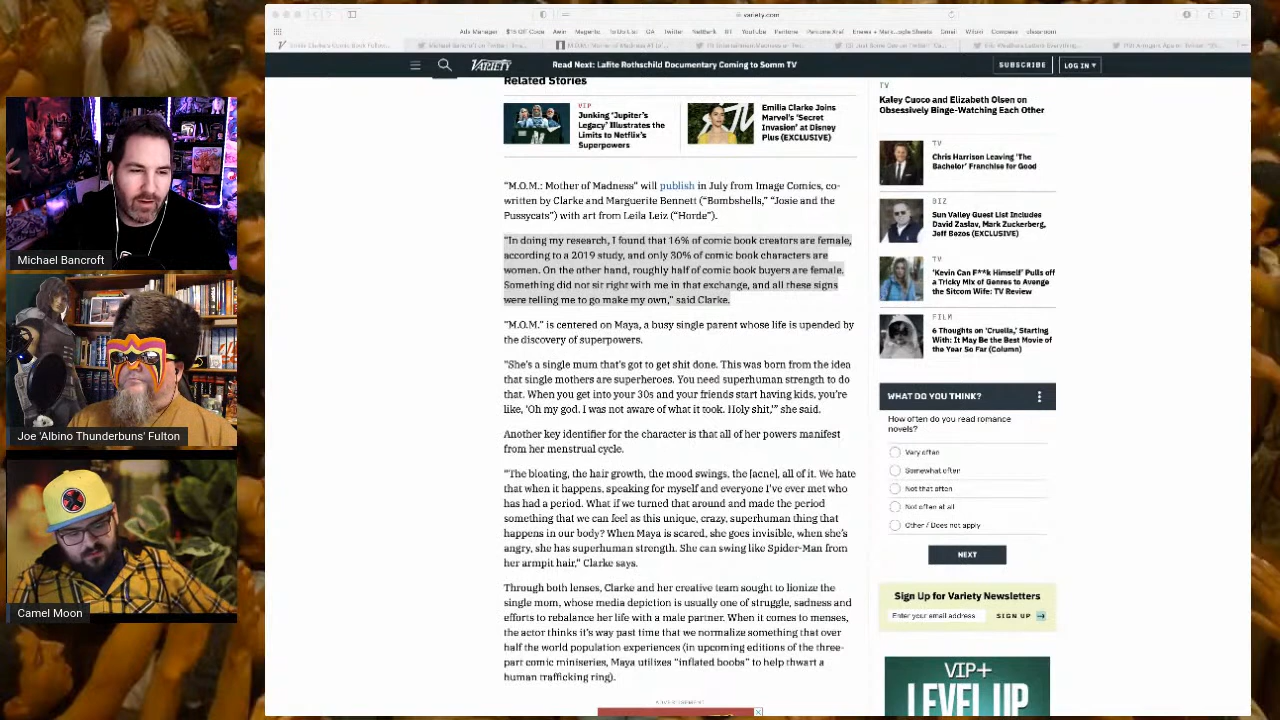 variety.com
Ads Manager
Awin
Magento
To Do List
GA
Twitter
NetBank
BT
YouTube
Pantone
Pantone Xref
Gmail
Compass
classroom
VARIETY
Read Next: Lafite Rothschild Documentary Coming to Somm TV
SUBSCRIBE
LOG IN ▾
Related Stories
VIP
Junking 'Jupiter's
Legacy' Illustrates the
Limits to Netflix's
Superpowers
Emilia Clarke Joins
Marvel's 'Secret
Invasion' at Disney
Plus (EXCLUSIVE)
"M.O.M.: Mother of Madness" will publish in July from Image Comics, co-
written by Clarke and Marguerite Bennett ("Bombshells," "Josie and the
Pussycats") with art from Leila Leiz ("Horde").
"In doing my research, I found that 16% of comic book creators are female,
according to a 2019 study, and only 30% of comic book characters are
women. On the other hand, roughly half of comic book buyers are female.
Something did not sit right with me in that exchange, and all these signs
were telling me to go make my own," said Clarke.
"M.O.M." is centered on Maya, a busy single parent whose life is upended by
the discovery of superpowers.
"She's a single mum that's got to get shit done. This was born from the idea
that single mothers are superheroes. You need superhuman strength to do
that. When you get into your 30s and your friends start having kids, you're
like, 'Oh my god. I was not aware of what it took. Holy shit,'" she said.
Another key identifier for the character is that all of her powers manifest
from her menstrual cycle.
"The bloating, the hair growth, the mood swings, the [acne], all of it. We hate
that when it happens, speaking for myself and everyone I've ever met who
has had a period. What if we turned that around and made the period
something that we can feel as this unique, crazy, superhuman thing that
happens in our body? When Maya is scared, she goes invisible, when she's
angry, she has superhuman strength. She can swing like Spider-Man from
her armpit hair," Clarke says.
Through both lenses, Clarke and her creative team sought to lionize the
single mom, whose media depiction is usually one of struggle, sadness and
efforts to rebalance her life with a male partner. When it comes to menses,
the actor thinks it's way past time that we normalize something that over
half the world population experiences (in upcoming editions of the three-
part comic miniseries, Maya utilizes "inflated boobs" to help thwart a
human trafficking ring).
ADVERTISEMENT
TV
Kaley Cuoco and Elizabeth Olsen on
Obsessively Binge-Watching Each Other
TV
Chris Harrison Leaving 'The
Bachelor' Franchise for Good
BIZ
Sun Valley Guest List Includes
David Zaslav, Mark Zuckerberg,
Jeff Bezos (EXCLUSIVE)
TV
'Kevin Can F**k Himself' Pulls off
a Tricky Mix of Genres to Avenge
the Sitcom Wife: TV Review
FILM
6 Thoughts on 'Cruella,' Starting
With: It May Be the Best Movie of
the Year So Far (Column)
WHAT DO YOU THINK?
How often do you read romance
novels?
Very often
Somewhat often
Not that often
Not often at all
Other / Does not apply
NEXT
Sign Up for Variety Newsletters
Enter your email address
SIGN UP
VIP+
LEVEL UP
Michael Bancroft
Joe 'Albino Thunderbuns' Fulton
Camel Moon